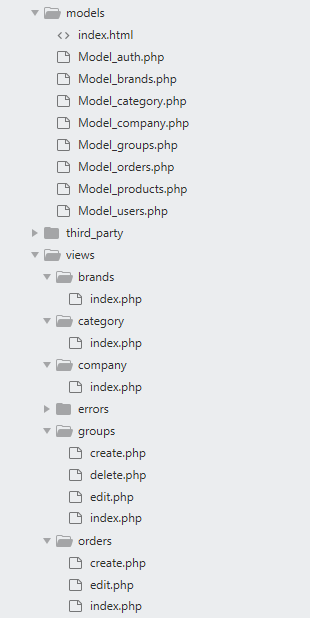 models
index.html
Model_auth.php
Model_brands.php
Model_category.php
Model_company.php
Model_groups.php
Model_orders.php
Model_products.php
Model_users.php
third_party
views
brands
index.php
category
index.php
company
index.php
errors
groups
create.php
delete.php
edit.php
index.php
orders
create.php
edit.php
index.php